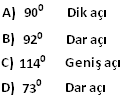 A) 90⁰ Dik açı
B) 92⁰ Dar açı
C) 114⁰ Geniş açı
D) 73⁰ Dar açı